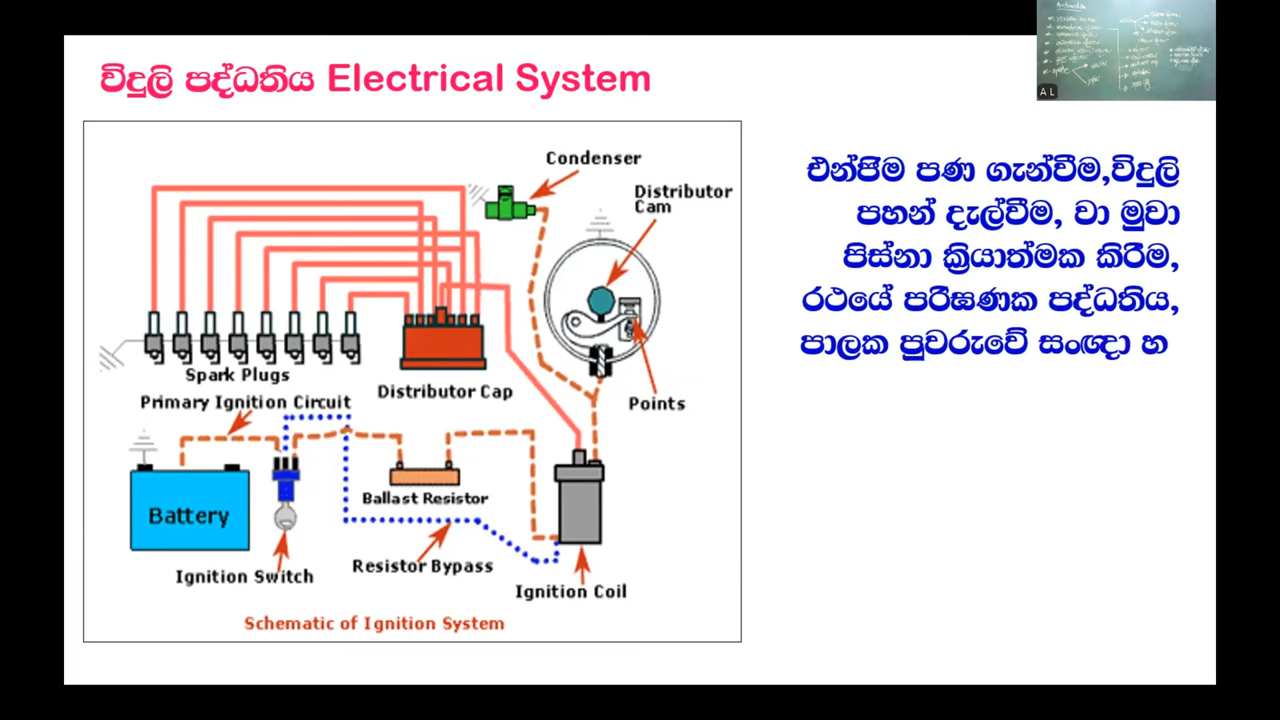 විදුලි පද්ධතිය Electrical System
Condenser
Distributor
Cam
Spark Plugs
Distributor Cap
Points
Primary Ignition Circuit
Battery
Ballast Resistor
Ignition Switch
Resistor Bypass
Ignition Coil
Schematic of Ignition System
එන්ජිම පණ ගැන්වීම,විදුලි
පහන් දැල්වීම, වා මුවා
පිස්නා ක්‍රියාත්මක කිරීම,
රථයේ පරිඝණක පද්ධතිය,
පාලක පුවරුවේ සංඥා හ
A L